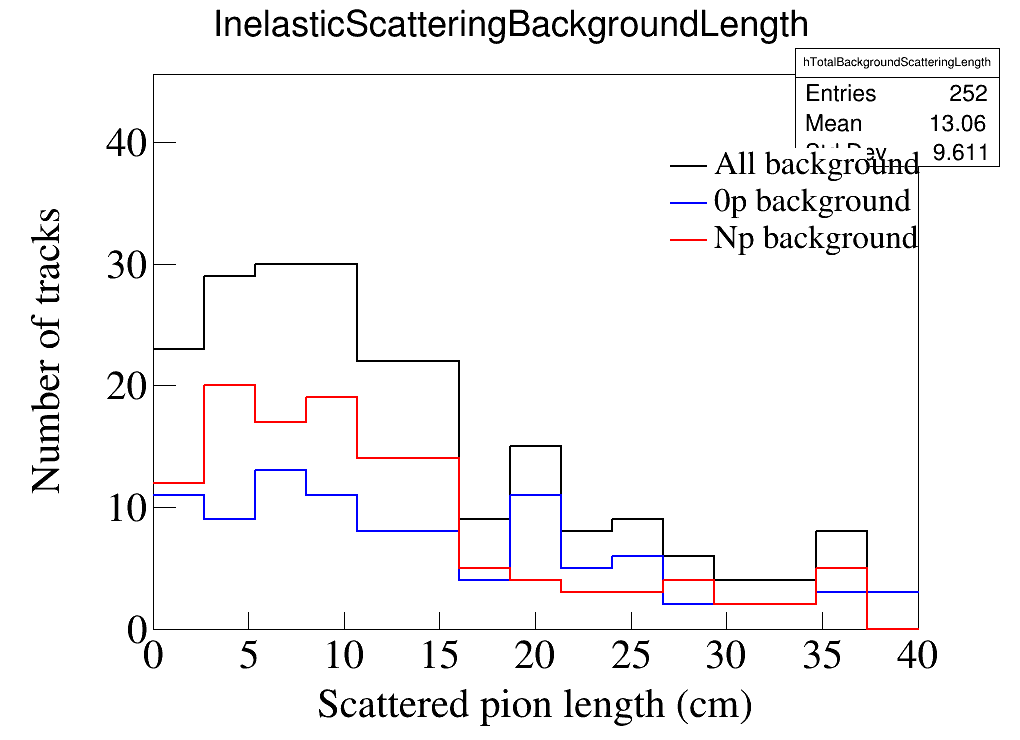 InelasticScatteringBackgroundLength
hTotalBackgroundScatteringLength
Entries 252
Mean 13.06
9.611
All background
0p background
Np background
Number of tracks
40
30
20
10
0
0 5 10 15 20 25 30 35 40
Scattered pion length (cm)